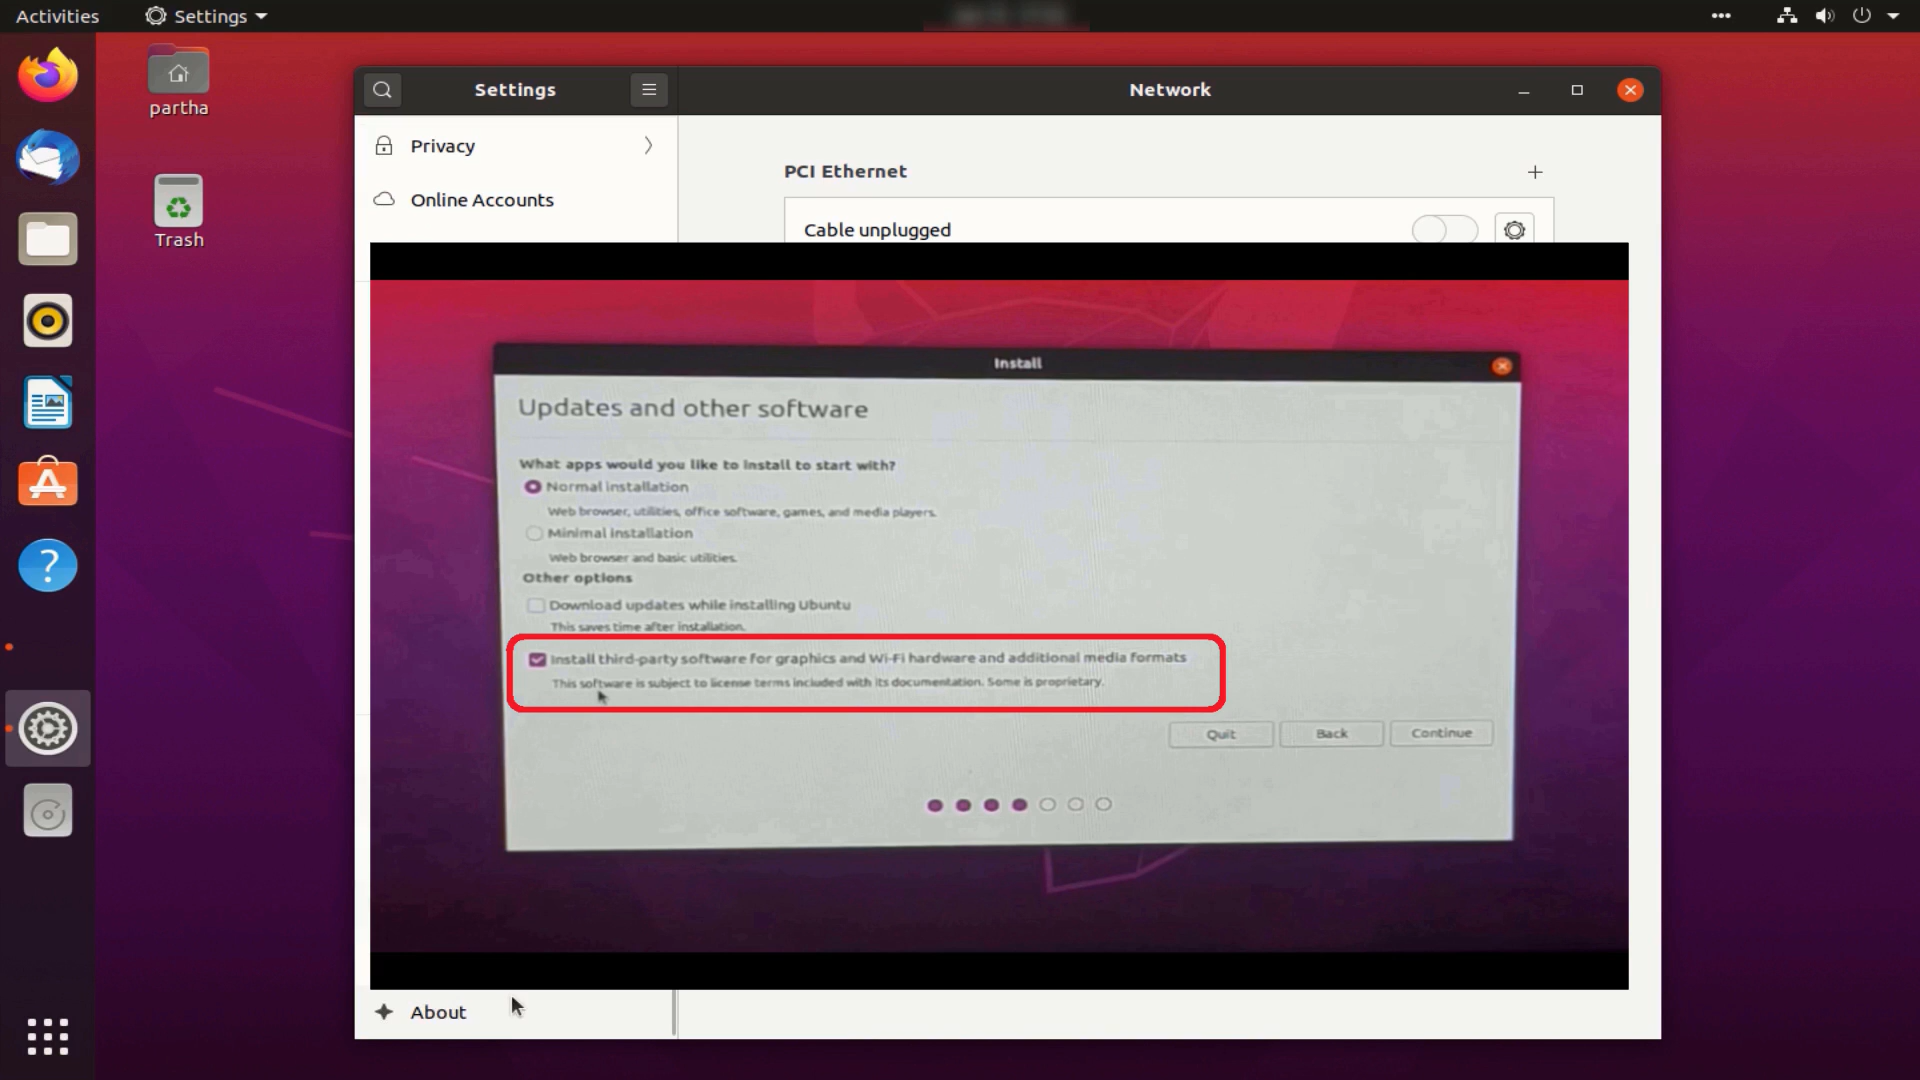 Activities
Settings
partha
Trash
Settings
Network
Privacy
Online Accounts
PCI Ethernet
Cable unplugged
Install
Updates and other software
What apps would you like to install to start with?
Normal installation
Web browser, utilities, office software, games, and media players.
Minimal installation
Web browser and basic utilities.
Other options
Download updates while installing Ubuntu
This saves time after installation.
Install third-party software for graphics and Wi-Fi hardware and additional media formats
This software is subject to license terms included with its documentation. Some is proprietary.
Quit
Back
Continue
About